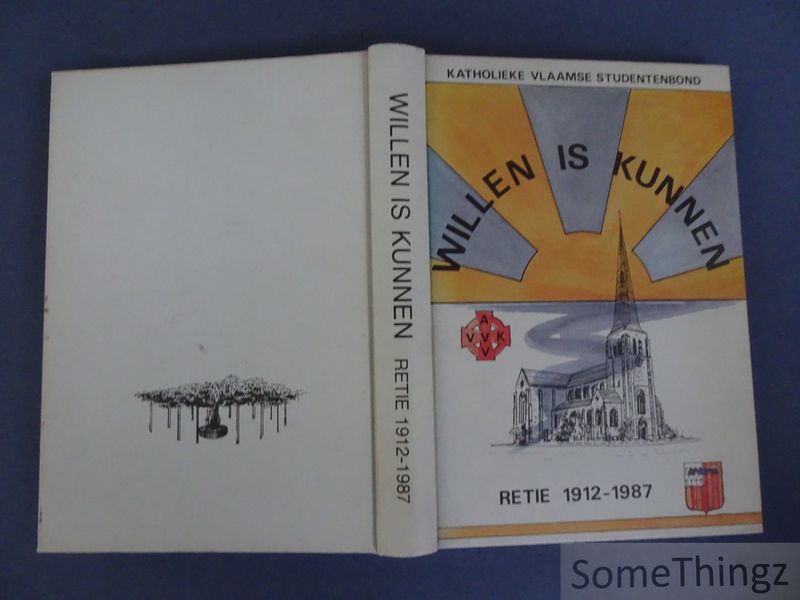 KATHOLIEKE VLAAMSE STUDENTENBOND
WILLEN IS KUNNEN
A
V V K
V
RETIE 1912-1987
WILLEN IS KUNNEN RETIE 1912-1987
SomeThingz